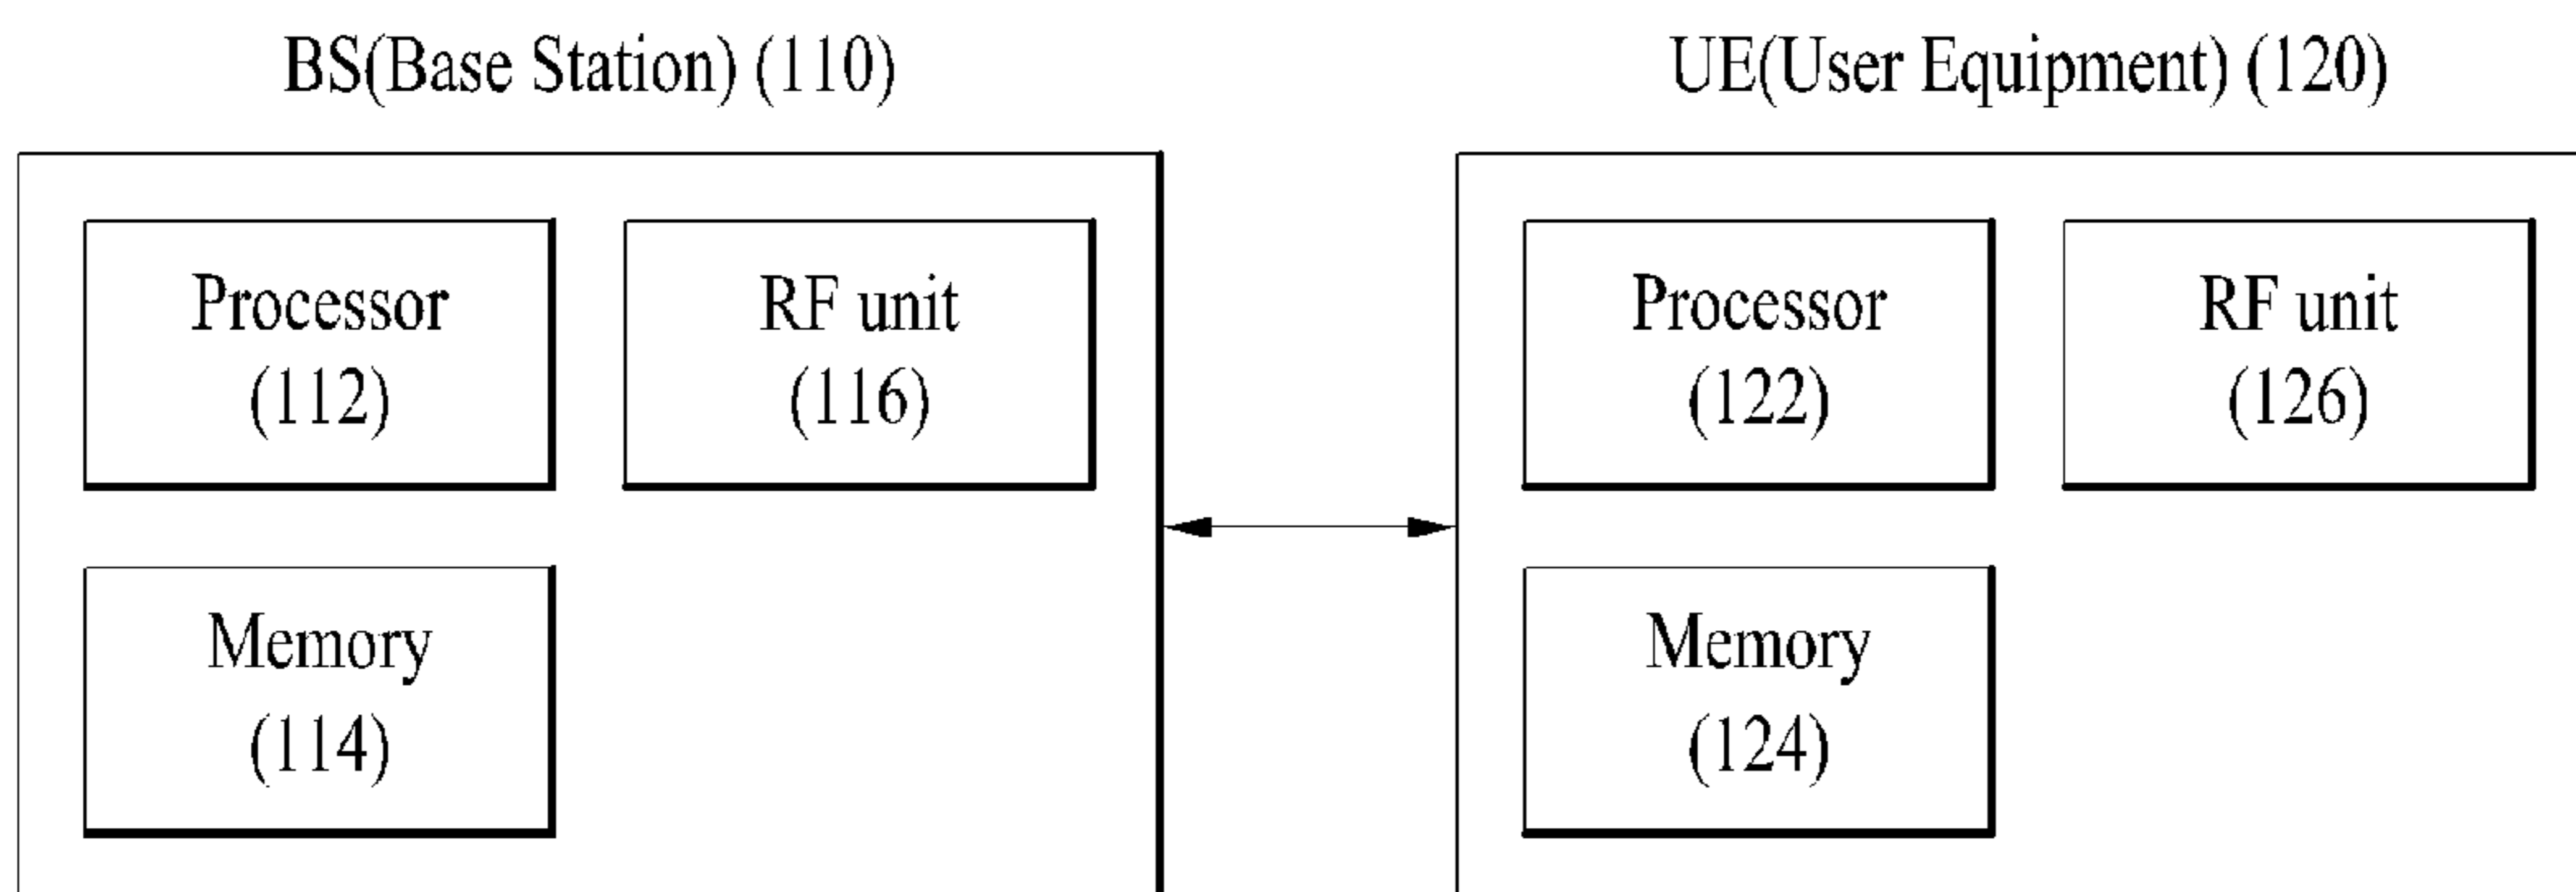 BS(Base Station) (110)
Processor
(112)
RF unit
(116)
Memory
(114)
UE(User Equipment) (120)
Processor
(122)
RF unit
(126)
Memory
(124)